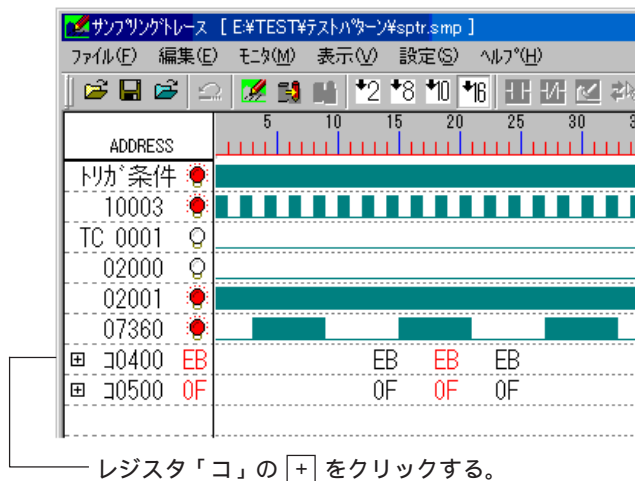 ｻﾝﾌﾟﾘﾝｸﾞﾄﾚｰｽ [ E:¥TEST¥ﾃｽﾄﾊﾟﾀｰﾝ¥sptr.smp ]
ﾌｧｲﾙ(F) 編集(E) ﾓﾆﾀ(M) 表示(V) 設定(S) ﾍﾙﾌﾟ(H)
2 8 10 16
5 10 15 20 25 30
ADDRESS
ﾄﾘｶﾞ条件
10003
TC 0001
02000
02001
07360
+ ｺ0400 EB EB EB EB
+ ｺ0500 0F 0F 0F 0F
レジスタ「コ」の + をクリックする。